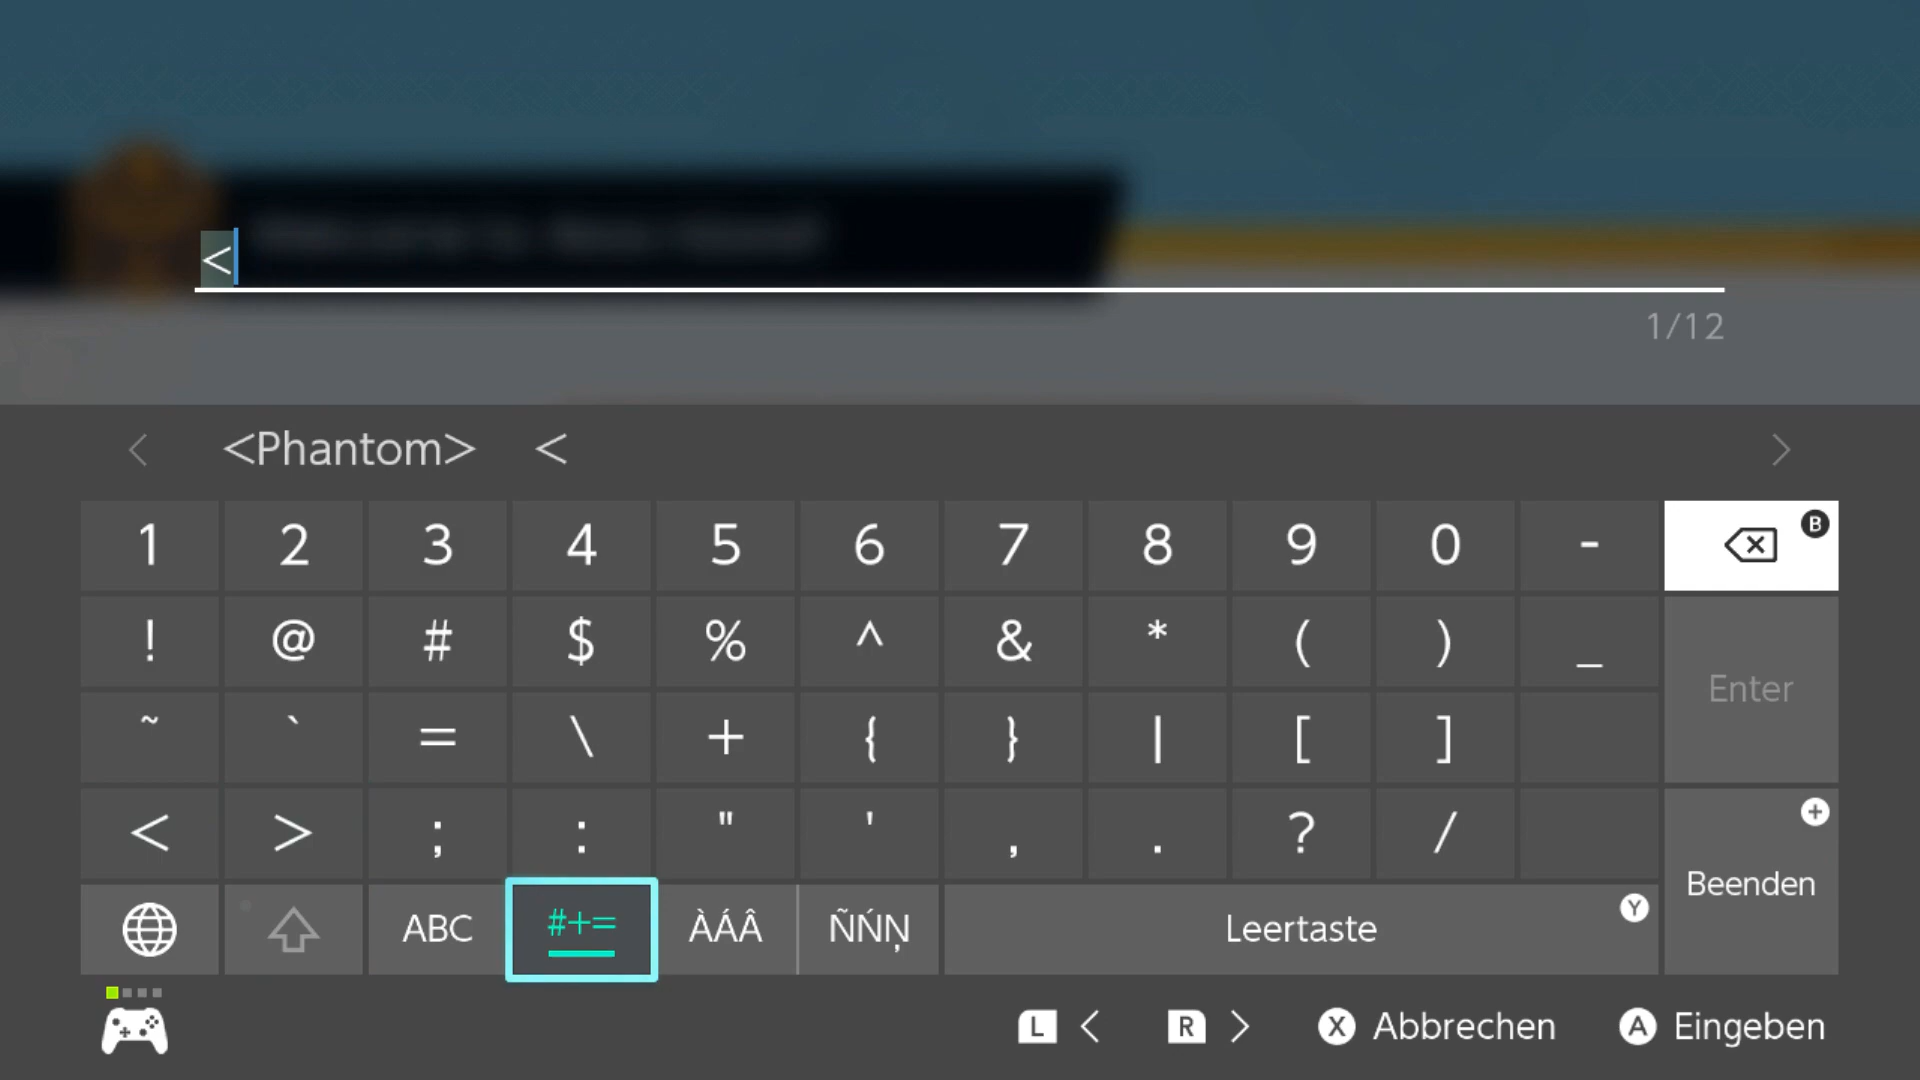 <
1/12
< <Phantom> < >
1 2 3 4 5 6 7 8 9 0 - B
! @ # $ % ^ & * ( ) _ Enter
~ ` = \ + { } | [ ]
< > ; : " ' , . ? / + Beenden
ABC #+= ÀÁÂ ÑŃŅ Leertaste Y
L < R > X Abbrechen A Eingeben